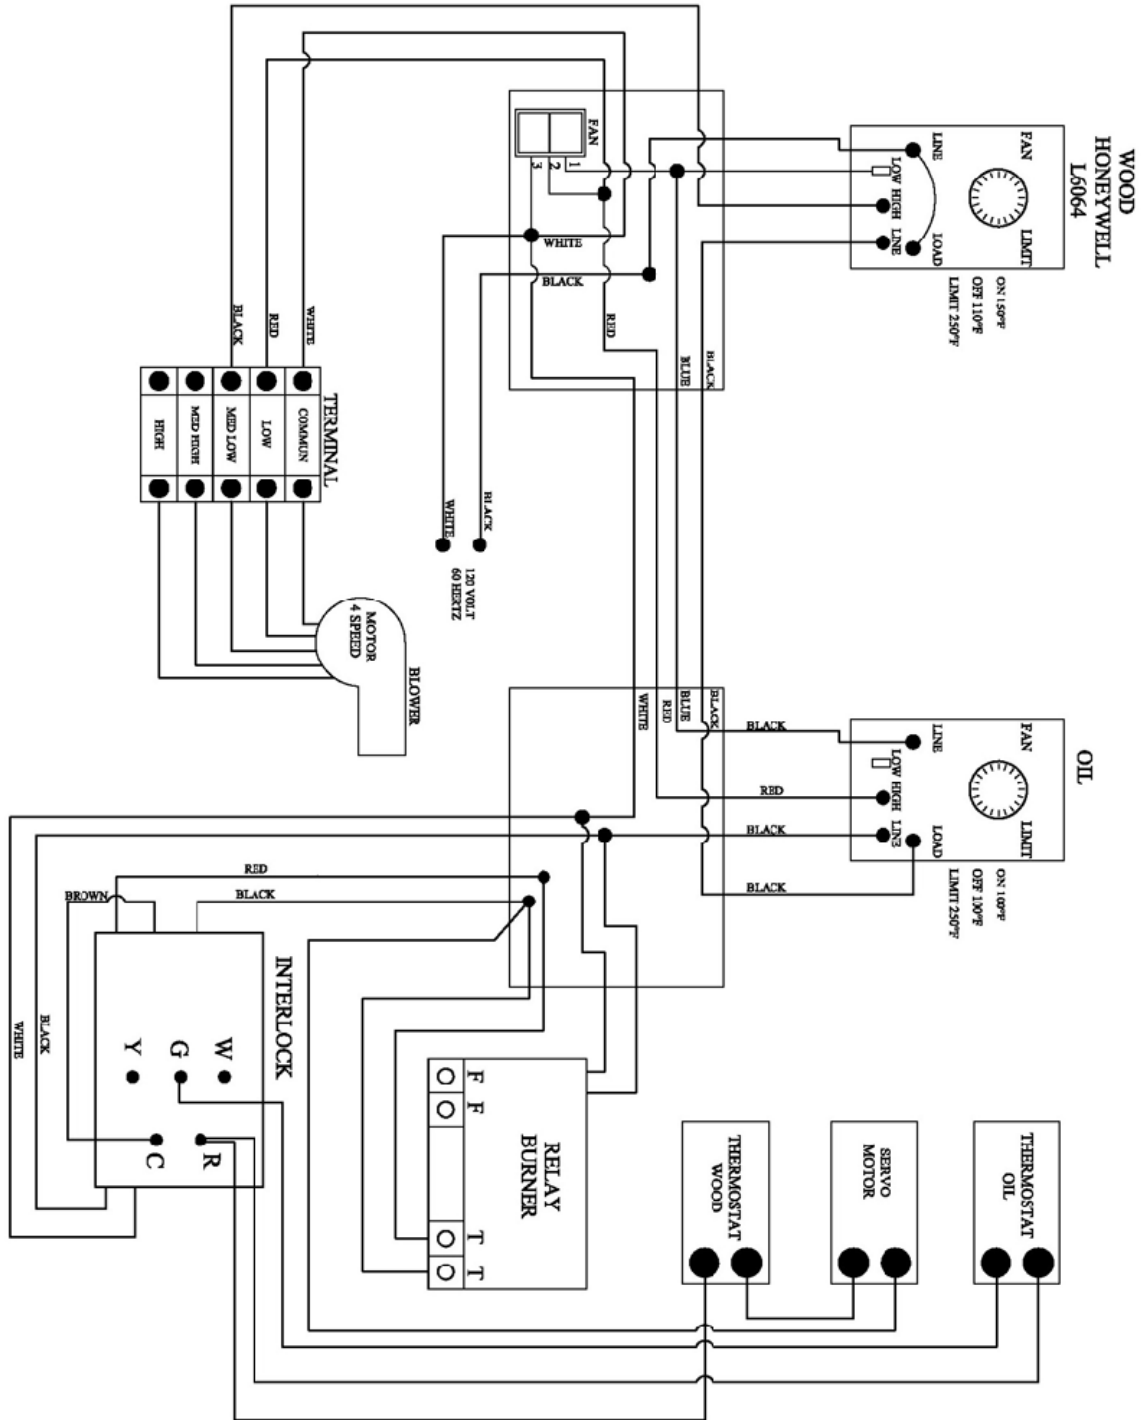 WOOD
HONEYWELL
L6064
FAN
LIMIT
LINE
LOAD
LOW
HIGH
LINE
ON 150°F
OFF 110°F
LIMIT 250°F
FAN
1
2
3
WHITE
BLACK
RED
BLUE
BLACK
BLACK
RED
WHITE
TERMINAL
COMMUN
LOW
MED LOW
MED HIGH
HIGH
WHITE
BLACK
120 VOLT
60 HERTZ
MOTOR
4 SPEED
BLOWER
OIL
FAN
LIMIT
LINE
LOAD
LOW
HIGH
LINE
ON 100°F
OFF 100°F
LIMIT 250°F
BLACK
BLUE
RED
WHITE
BLACK
RED
BLACK
BLACK
RED
BROWN
BLACK
INTERLOCK
W
G
Y
R
C
BLACK
WHITE
RELAY
BURNER
F
F
T
T
THERMOSTAT
WOOD
SERVO
MOTOR
THERMOSTAT
OIL